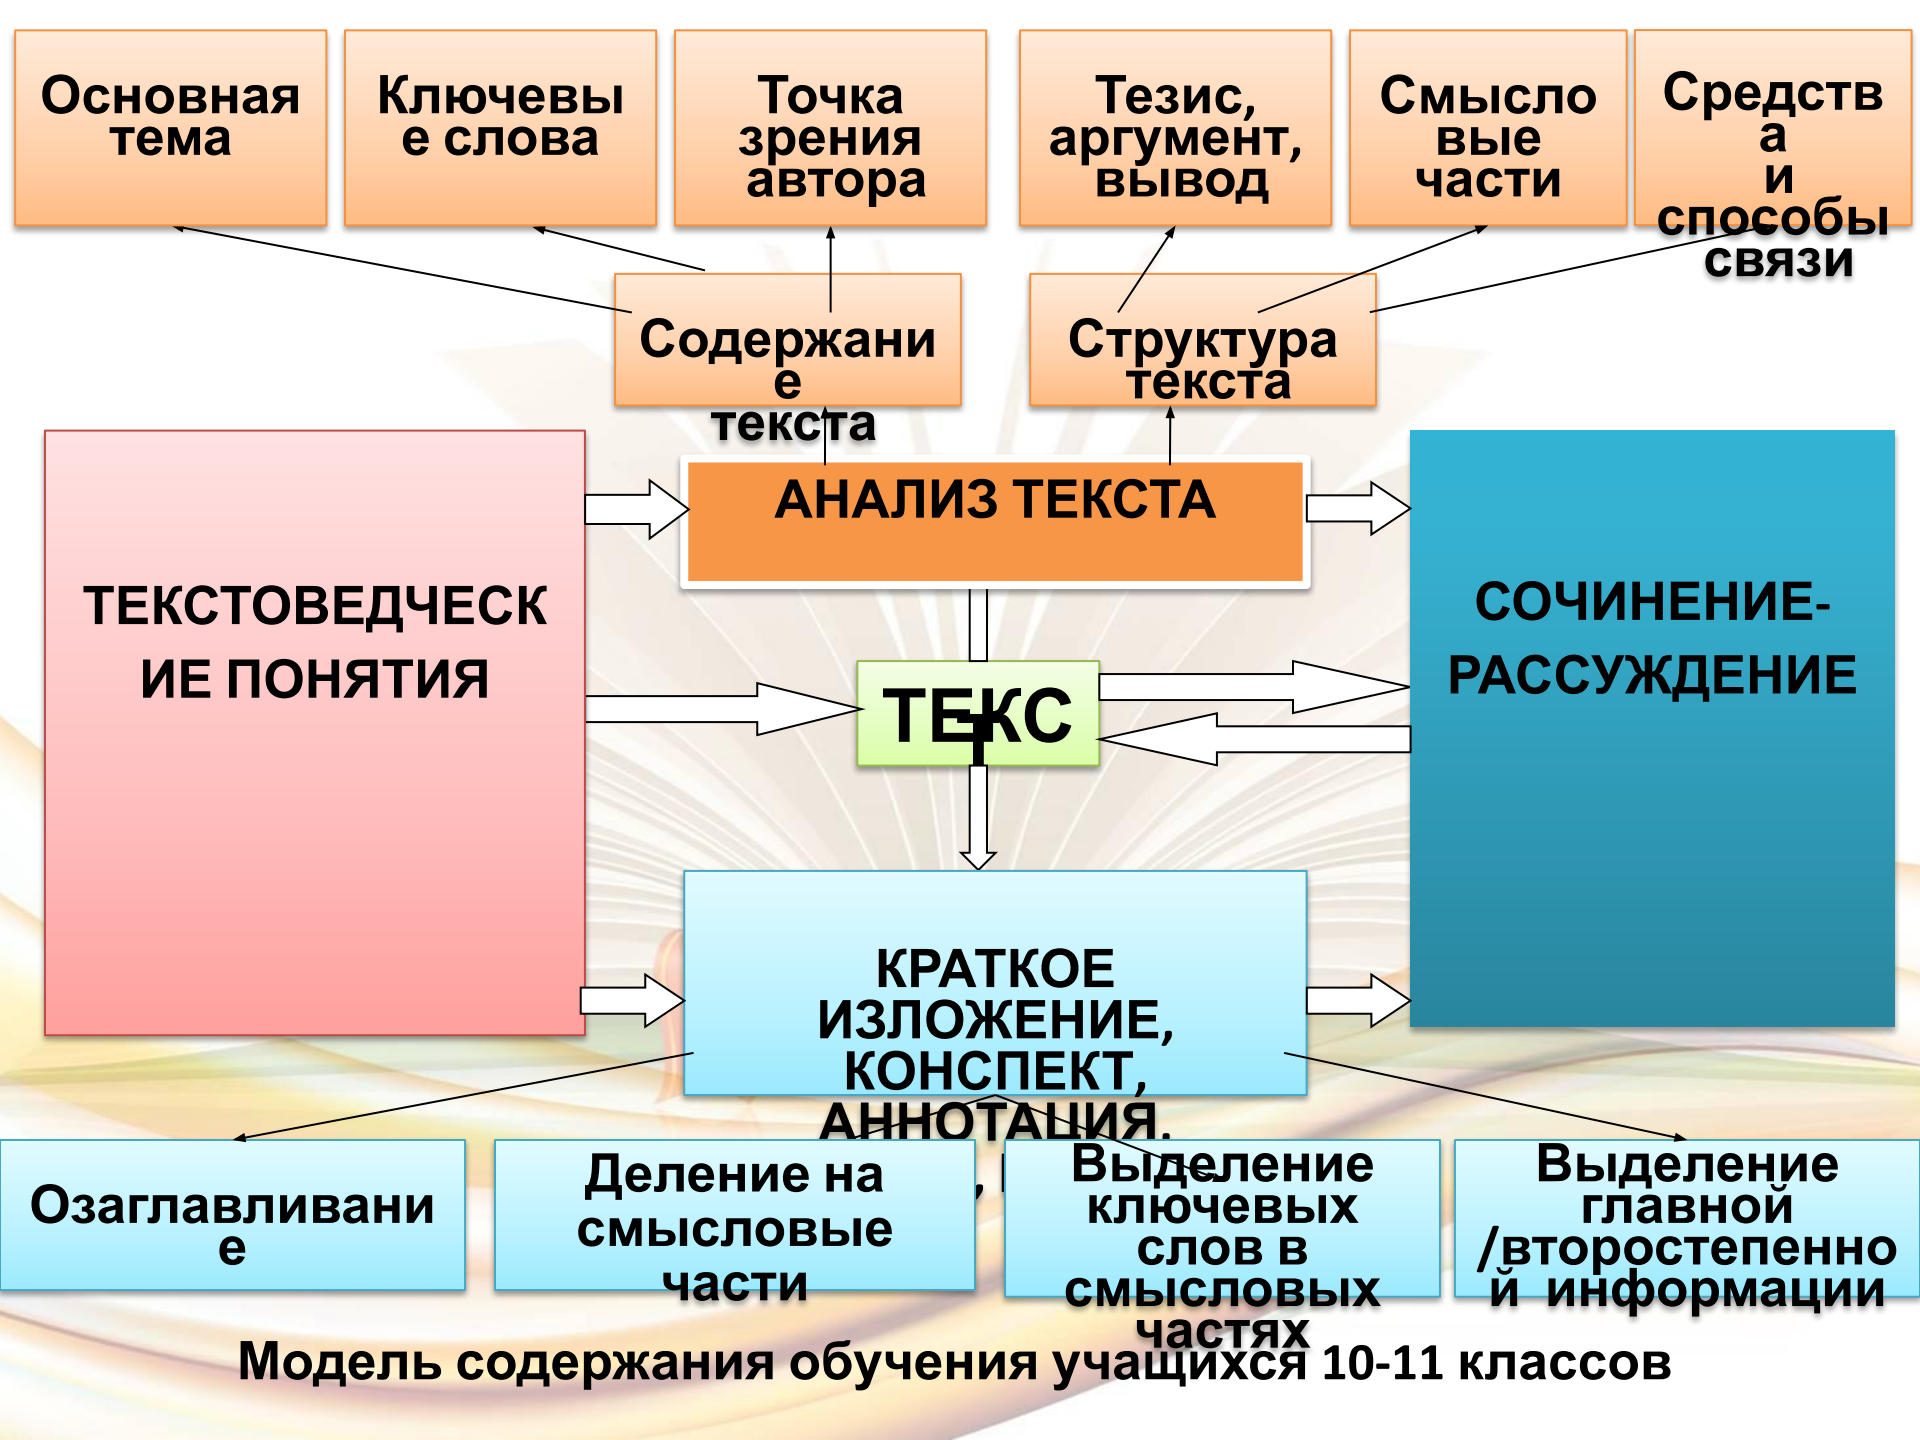 Основная
тема
Ключевы
е слова
Точка
зрения
автора
Тезис,
аргумент,
вывод
Смысло
вые
части
Средств
а
и
способы
связи
Содержани
е
текста
Структура
текста
АНАЛИЗ ТЕКСТА
ТЕКСТОВЕДЧЕСК
ИЕ ПОНЯТИЯ
СОЧИНЕНИЕ-
РАССУЖДЕНИЕ
ТЕКС
Т
КРАТКОЕ
ИЗЛОЖЕНИЕ,
КОНСПЕКТ,
АННОТАЦИЯ,
Озаглавливани
е
Деление на
смысловые
части
Выделение
ключевых
слов в
смысловых
частях
Выделение
главной
/второстепенно
й информации
Модель содержания обучения учащихся 10-11 классов